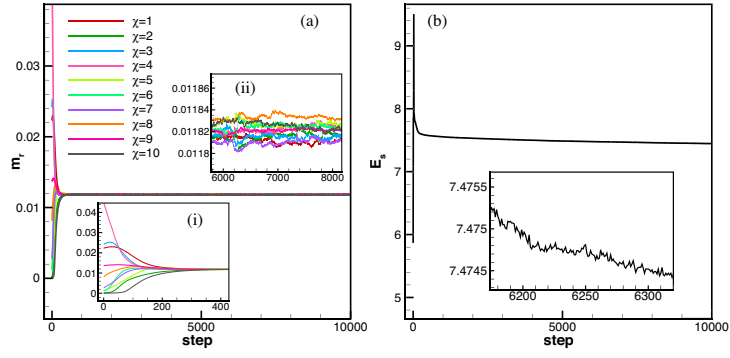 (a)
χ=1
χ=2
χ=3
χ=4
χ=5
χ=6
χ=7
χ=8
χ=9
χ=10
m_r
0.03
0.02
0.01
0
0
5000
10000
step
(ii)
0.01186
0.01184
0.01182
0.0118
6000
7000
8000
(i)
0.04
0.03
0.02
0.01
0
0
200
400
(b)
E_s
9
8
7
6
5
0
5000
10000
step
7.4755
7.475
7.4745
6200
6250
6300